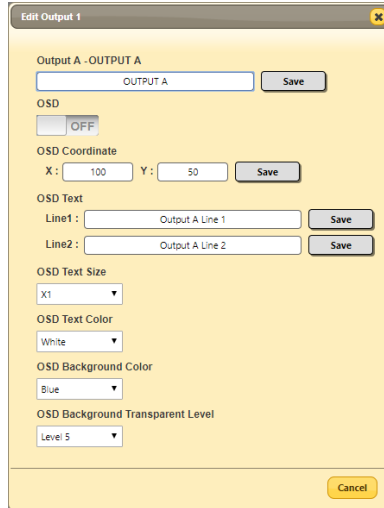 Edit Output 1
Output A -OUTPUT A
OUTPUT A Save
OSD
OFF
OSD Coordinate
X : 100 Y : 50 Save
OSD Text
Line1 : Output A Line 1 Save
Line2 : Output A Line 2 Save
OSD Text Size
X1
OSD Text Color
White
OSD Background Color
Blue
OSD Background Transparent Level
Level 5
Cancel